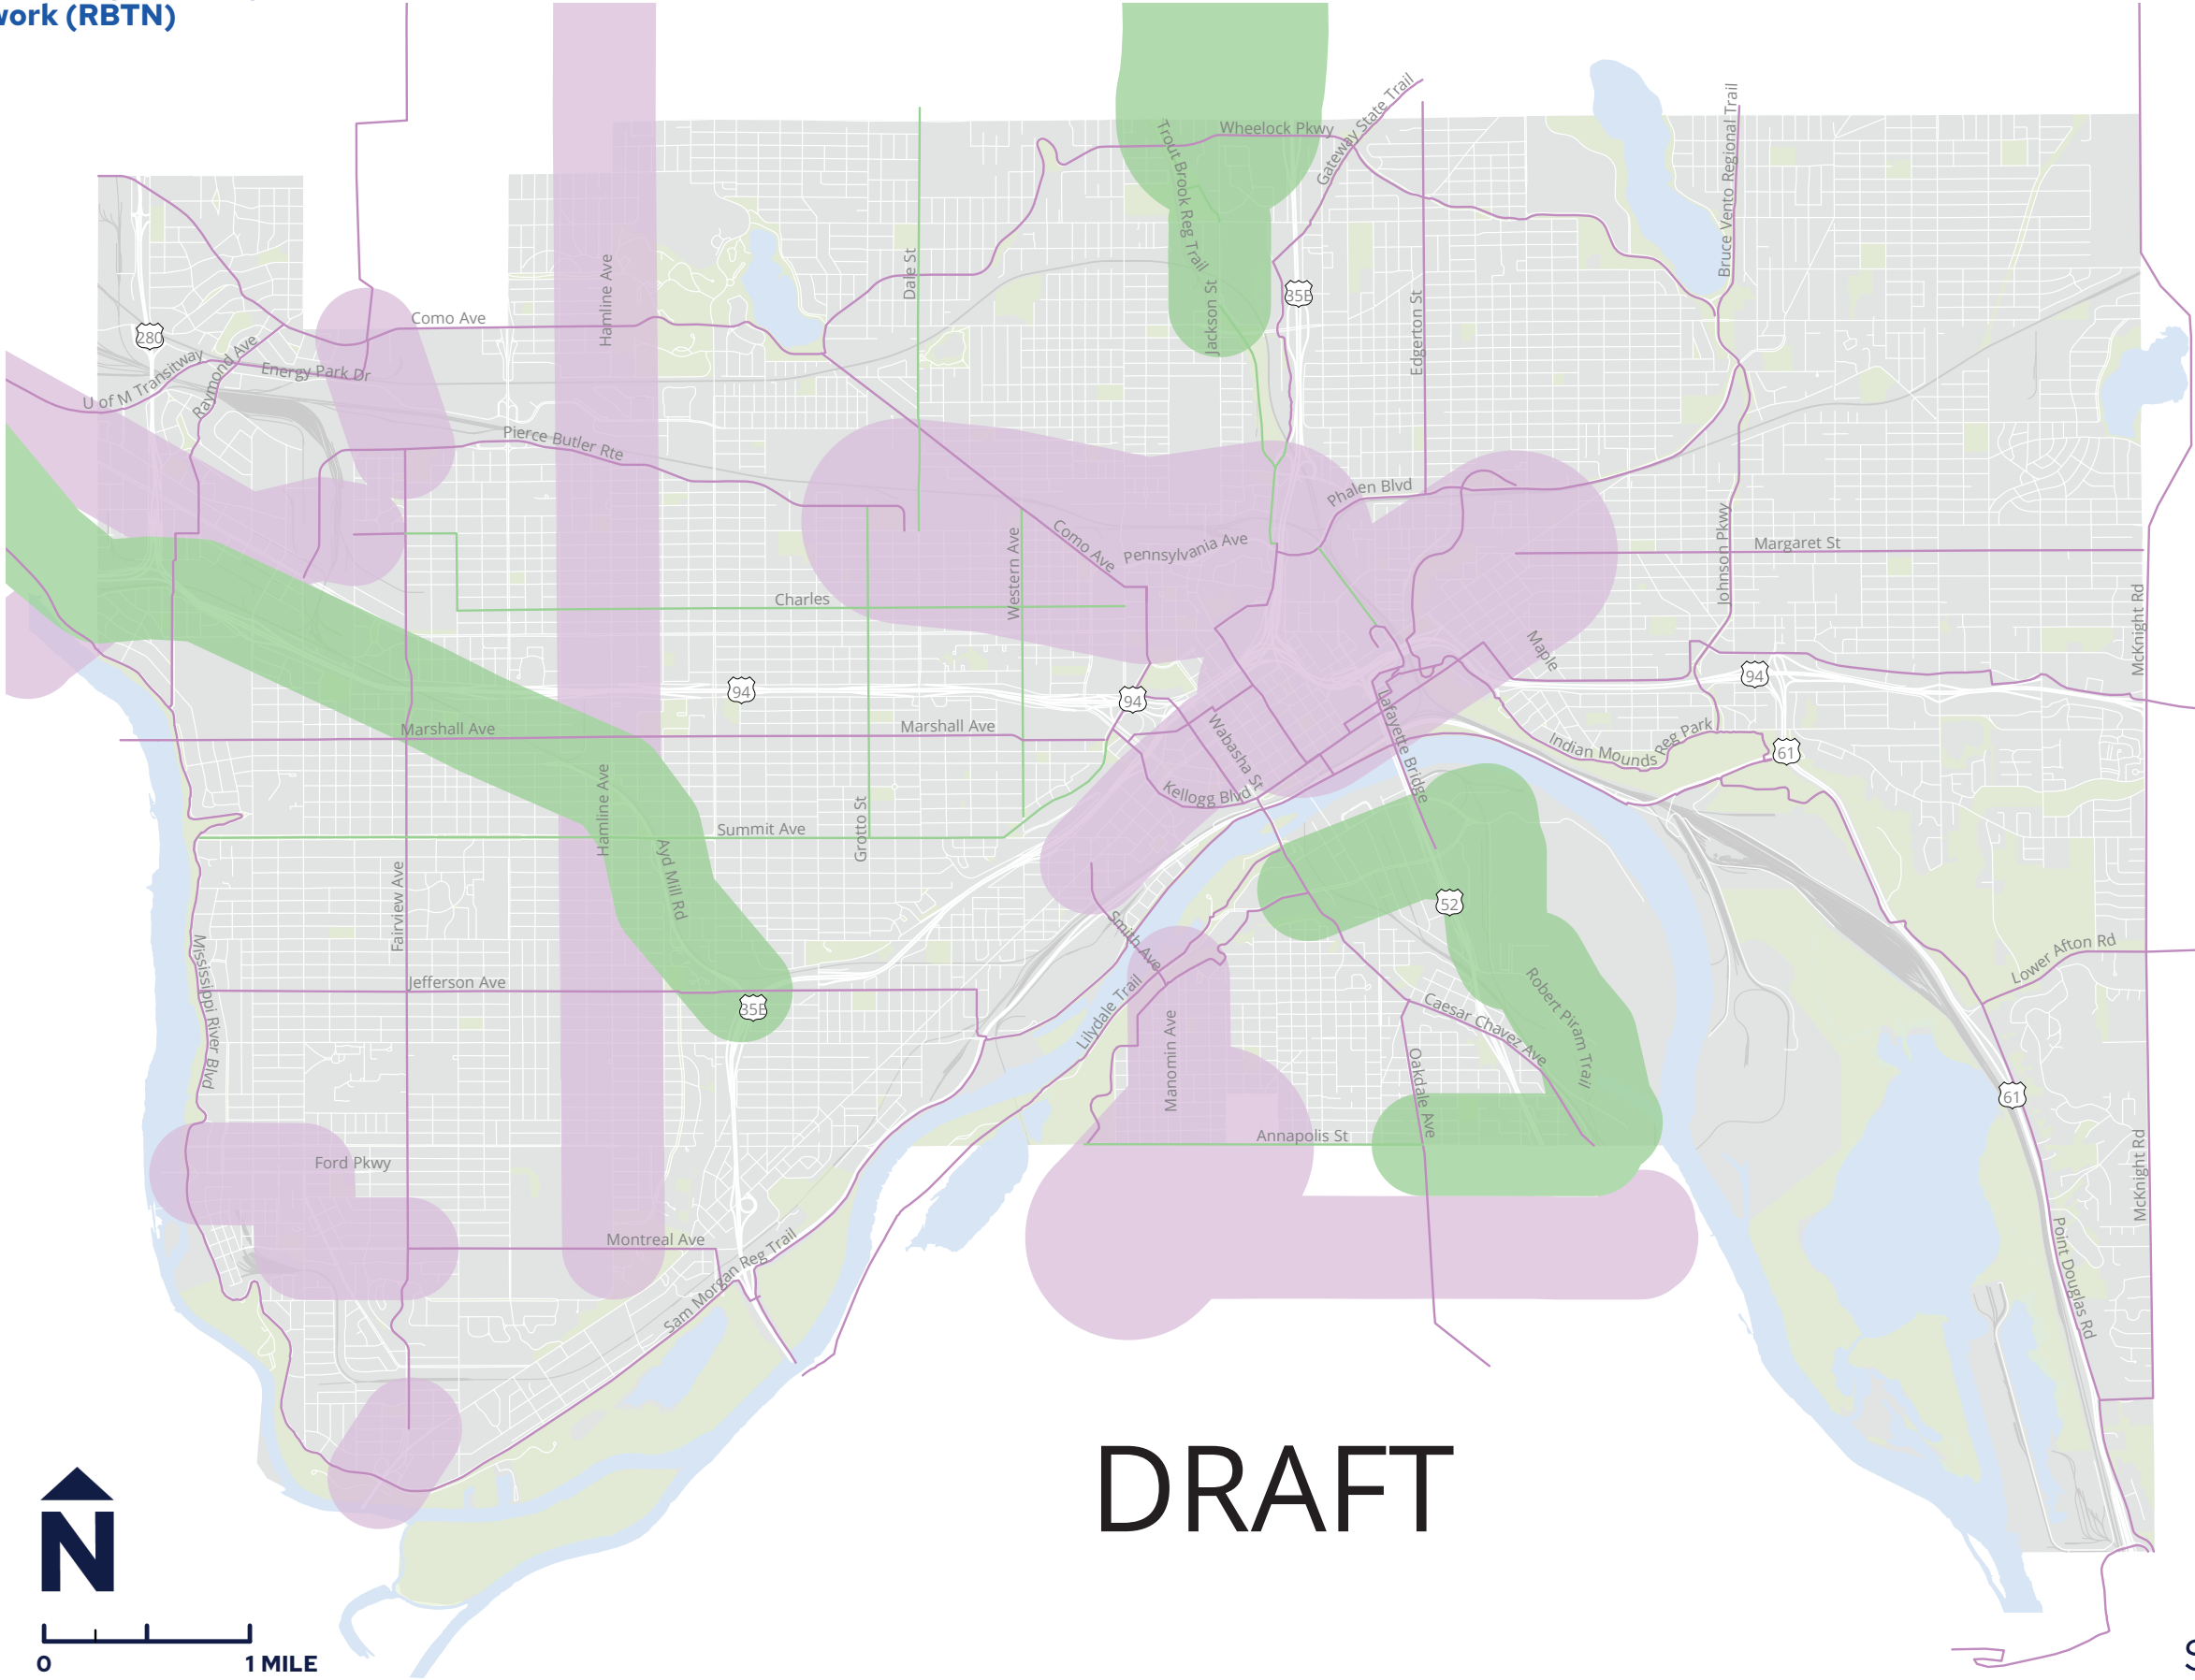 work (RBTN)
Wheelock Pkwy
Gateway State Trail
Trout Brook Reg Trail
Bruce Vento Regional Trail
Hamline Ave
Dale St
Jackson St
35E
Edgerton St
280
Como Ave
U of M Transitway
Raymond Ave
Energy Park Dr
Pierce Butler Rte
Phalen Blvd
Como Ave
Pennsylvania Ave
Western Ave
Johnson Pkwy
Margaret St
Charles
McKnight Rd
Maple
94
94
94
Marshall Ave
Marshall Ave
Wabasha St
Lafayette Bridge
Indian Mounds Reg Park
61
Kellogg Blvd
Hamline Ave
Summit Ave
Grotto St
Ayd Mill Rd
Fairview Ave
52
Smith Ave
Mississippi River Blvd
Lower Afton Rd
Jefferson Ave
35E
Lilydale Trail
Caesar Chavez Ave
Robert Piram Trail
Manomin Ave
Oakdale Ave
61
Annapolis St
Ford Pkwy
McKnight Rd
Montreal Ave
Sam Morgan Reg Trail
Point Douglas Rd
DRAFT
N
0 1 MILE